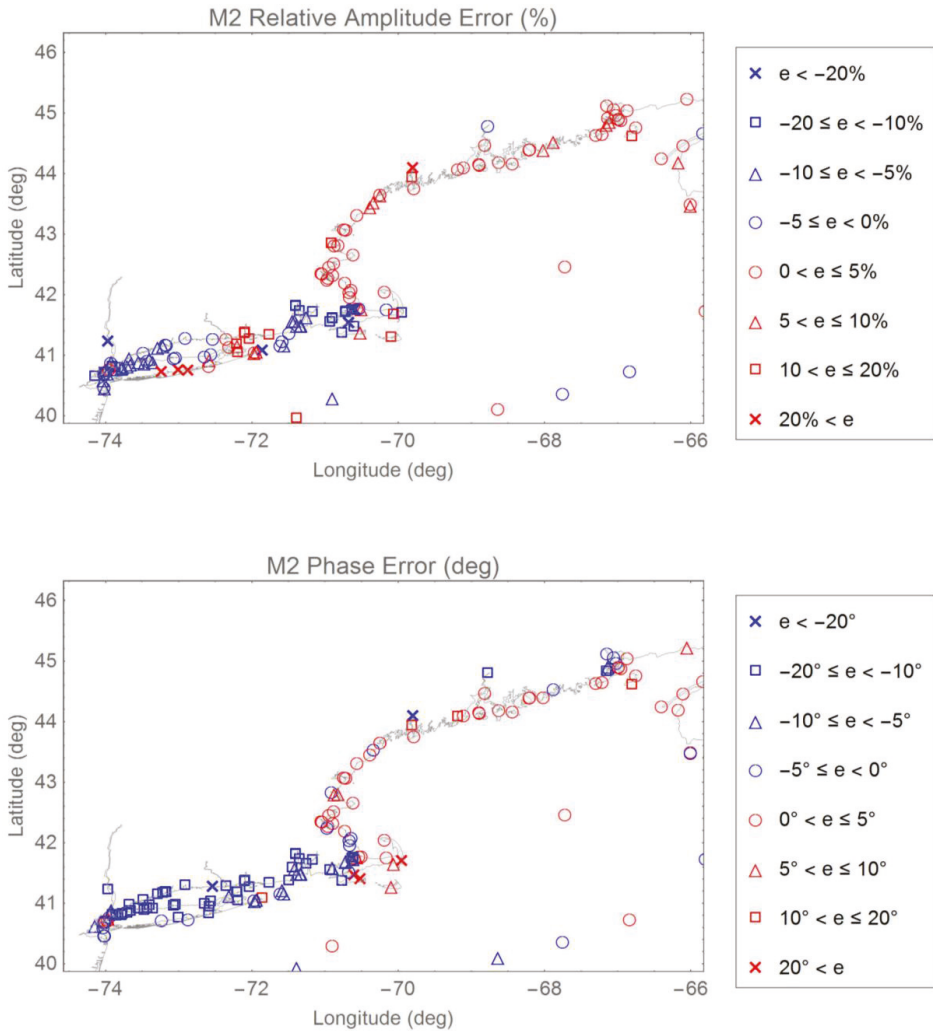 M2 Relative Amplitude Error (%)
46
45
44
43
42
41
40
Latitude (deg)
−74
−72
−70
−68
−66
Longitude (deg)
e < −20%
−20 ≤ e < −10%
−10 ≤ e < −5%
−5 ≤ e < 0%
0 < e ≤ 5%
5 < e ≤ 10%
10 < e ≤ 20%
20% < e
M2 Phase Error (deg)
46
45
44
43
42
41
40
Latitude (deg)
−74
−72
−70
−68
−66
Longitude (deg)
e < −20°
−20° ≤ e < −10°
−10° ≤ e < −5°
−5° ≤ e < 0°
0° < e ≤ 5°
5° < e ≤ 10°
10° < e ≤ 20°
20° < e